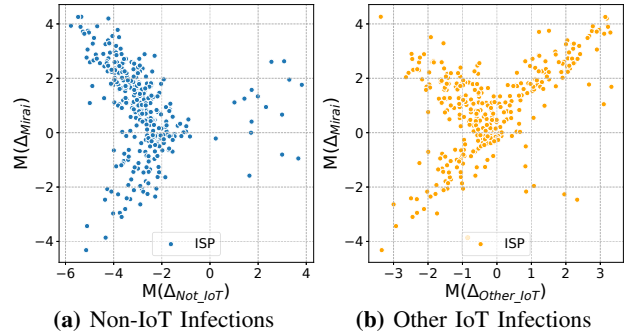 4
2
0
−2
−4
M(Δ_Mirai)
−6 −4 −2 0 2 4
M(Δ_Not_IoT)
ISP
(a) Non-IoT Infections
4
2
0
−2
−4
M(Δ_Mirai)
−3 −2 −1 0 1 2 3
M(Δ_Other_IoT)
ISP
(b) Other IoT Infections